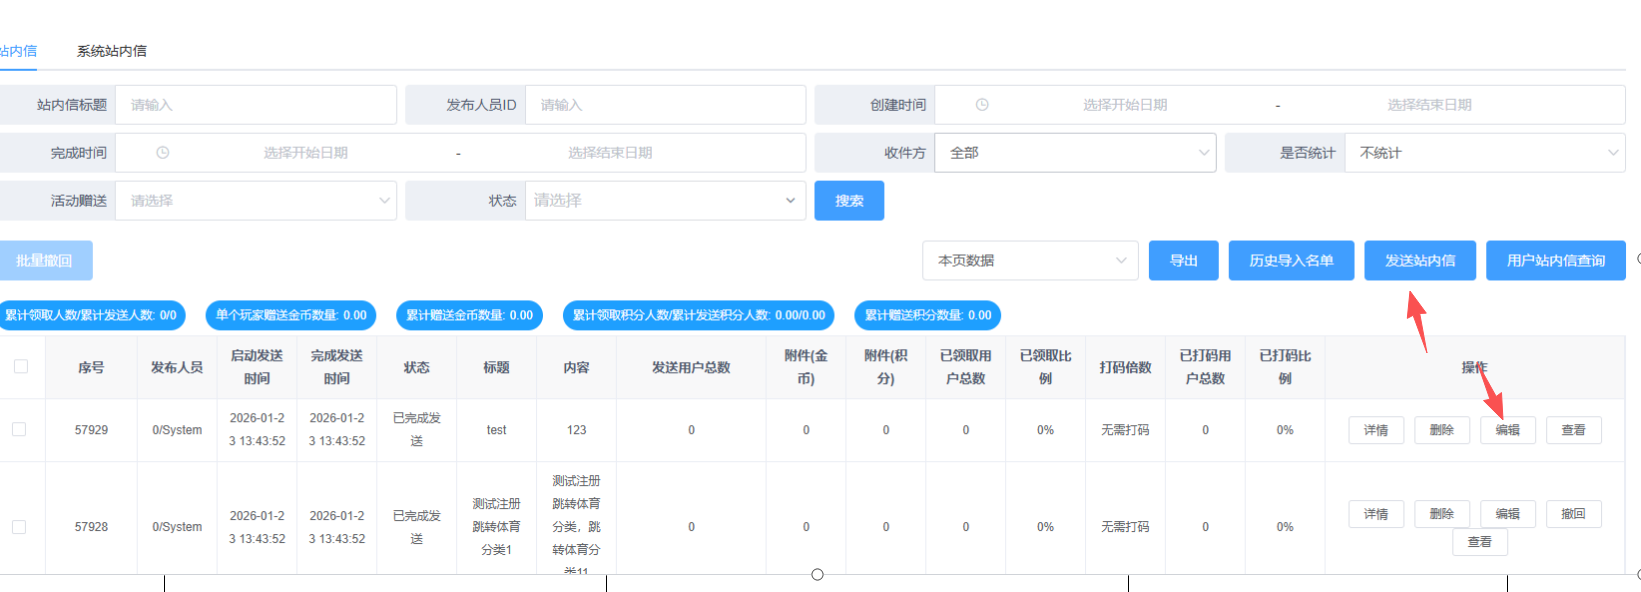 站内信 系统站内信
站内信标题 请输入 发布人员ID 请输入 创建时间 选择开始日期 - 选择结束日期
完成时间 选择开始日期 - 选择结束日期 收件方 全部 是否统计 不统计
活动赠送 请选择 状态 请选择 搜索
批量撤回 本页数据 导出 历史导入名单 发送站内信 用户站内信查询
累计领取人数/累计发送人数: 0/0 单个玩家赠送金币数量: 0.00 累计赠送金币数量: 0.00 累计领取积分人数/累计发送积分人数: 0.00/0.00 累计赠送积分数量: 0.00
序号 发布人员 启动发送 完成发送 状态 标题 内容 发送用户总数 附件(金 附件(积 已领取用 已领取比 打码倍数 已打码用 已打码比 操作
时间 时间 币) 分) 户总数 例 户总数 例
57929 0/System 2026-01-2 2026-01-2 已完成发 test 123 0 0 0 0 0% 无需打码 0 0% 详情 删除 编辑 查看
3 13:43:52 3 13:43:52 送
测试注册
测试注册 跳转体育
57928 0/System 2026-01-2 2026-01-2 已完成发 跳转体育 分类，跳 0 0 0 0 0% 无需打码 0 0% 详情 删除 编辑 撤回
3 13:43:52 3 13:43:52 送 分类1 转体育分 查看
类11